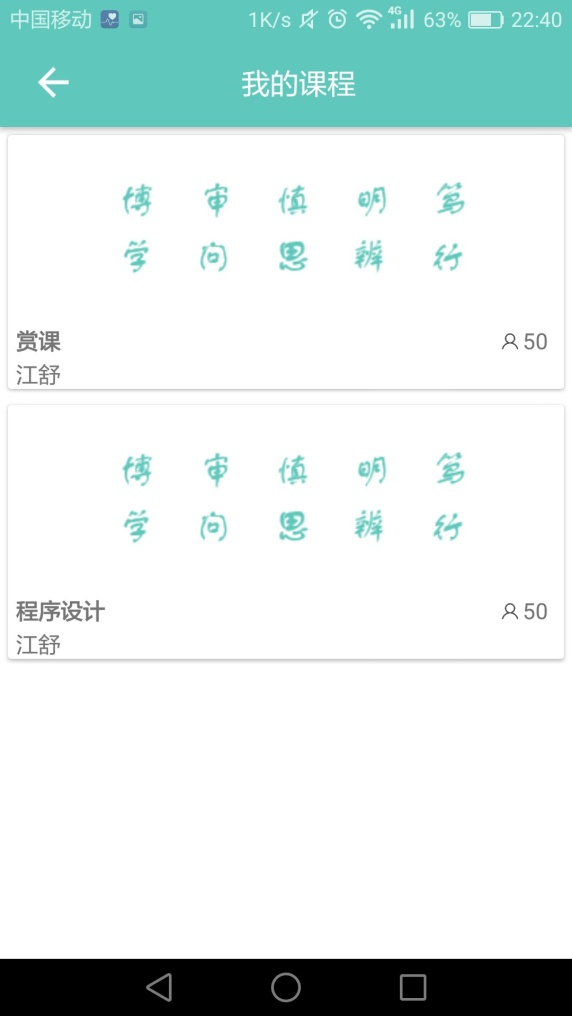 中国移动 1K/s 4G 63% 22:40
我的课程
博 审 慎 明 笃
学 问 思 辨 行
赏课 50
江舒
博 审 慎 明 笃
学 问 思 辨 行
程序设计 50
江舒